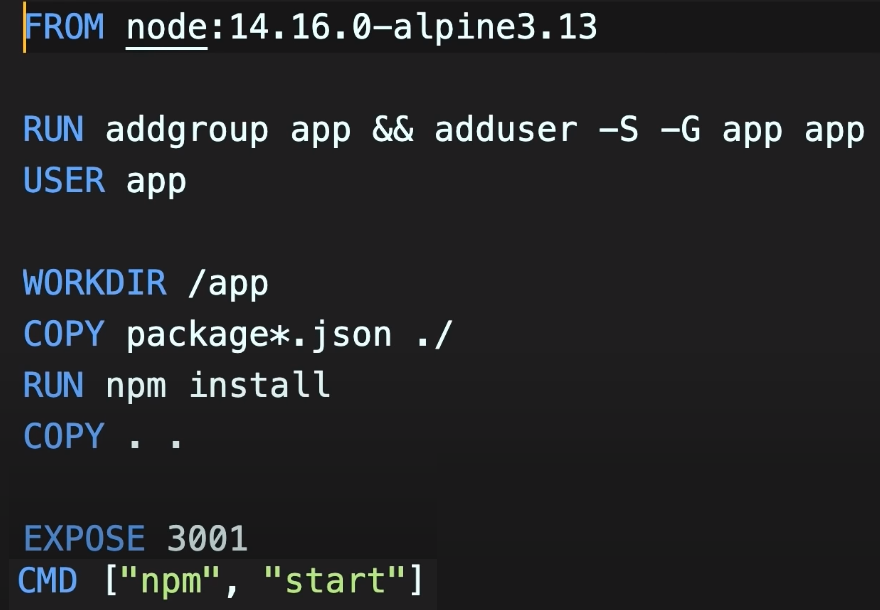 FROM node:14.16.0-alpine3.13
RUN addgroup app && adduser -S -G app app
USER app
WORKDIR /app
COPY package*.json ./
RUN npm install
COPY . .
EXPOSE 3001
CMD ["npm", "start"]